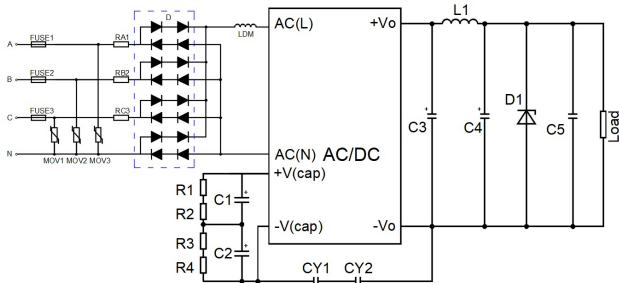 D
AC(L)
+Vo
L1
LDM
A
FUSE1
RA1
B
FUSE2
RB2
C
FUSE3
RC3
MOV1 MOV2 MOV3
N
AC(N)
AC/DC
+V(cap)
-V(cap)
-Vo
C3
C4
D1
C5
Load
R1
R2
C1
R3
R4
C2
CY1
CY2
+
+
+
+